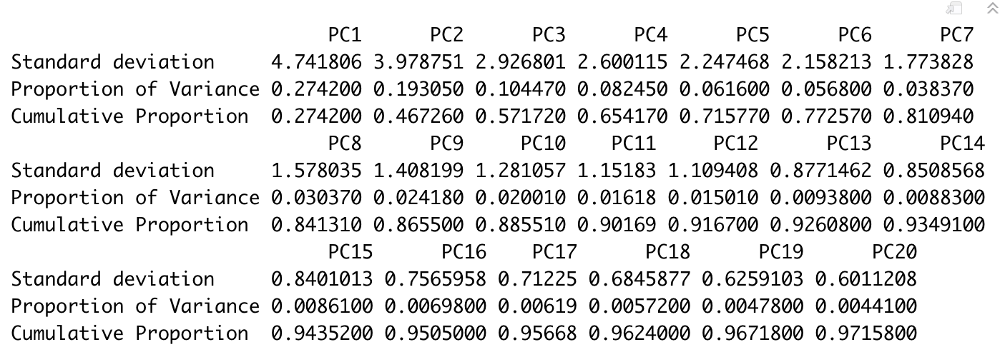 PC1 PC2 PC3 PC4 PC5 PC6 PC7
Standard deviation 4.741806 3.978751 2.926801 2.600115 2.247468 2.158213 1.773828
Proportion of Variance 0.274200 0.193050 0.104470 0.082450 0.061600 0.056800 0.038370
Cumulative Proportion 0.274200 0.467260 0.571720 0.654170 0.715770 0.772570 0.810940
PC8 PC9 PC10 PC11 PC12 PC13 PC14
Standard deviation 1.578035 1.408199 1.281057 1.15183 1.109408 0.8771462 0.8508568
Proportion of Variance 0.030370 0.024180 0.020010 0.01618 0.015010 0.0093800 0.0088300
Cumulative Proportion 0.841310 0.865500 0.885510 0.90169 0.916700 0.9260800 0.9349100
PC15 PC16 PC17 PC18 PC19 PC20
Standard deviation 0.8401013 0.7565958 0.71225 0.6845877 0.6259103 0.6011208
Proportion of Variance 0.0086100 0.0069800 0.00619 0.0057200 0.0047800 0.0044100
Cumulative Proportion 0.9435200 0.9505000 0.95668 0.9624000 0.9671800 0.9715800